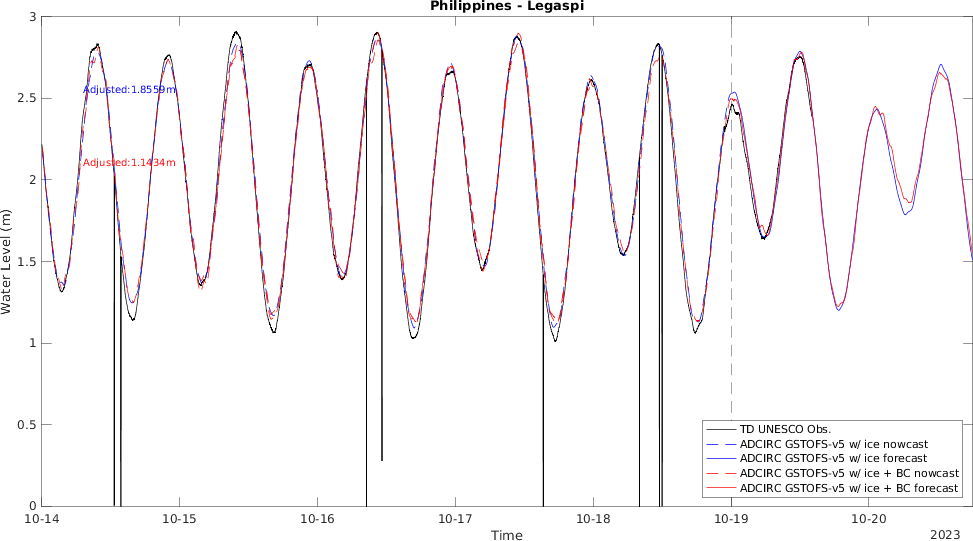 Philippines - Legaspi
3
2.5
2
1.5
1
0.5
0
Water Level (m)
Adjusted:1.8559m
Adjusted:1.1434m
TD UNESCO Obs.
ADCIRC GSTOFS-v5 w/ ice nowcast
ADCIRC GSTOFS-v5 w/ ice forecast
ADCIRC GSTOFS-v5 w/ ice + BC nowcast
ADCIRC GSTOFS-v5 w/ ice + BC forecast
10-14 10-15 10-16 10-17 10-18 10-19 10-20
Time
2023